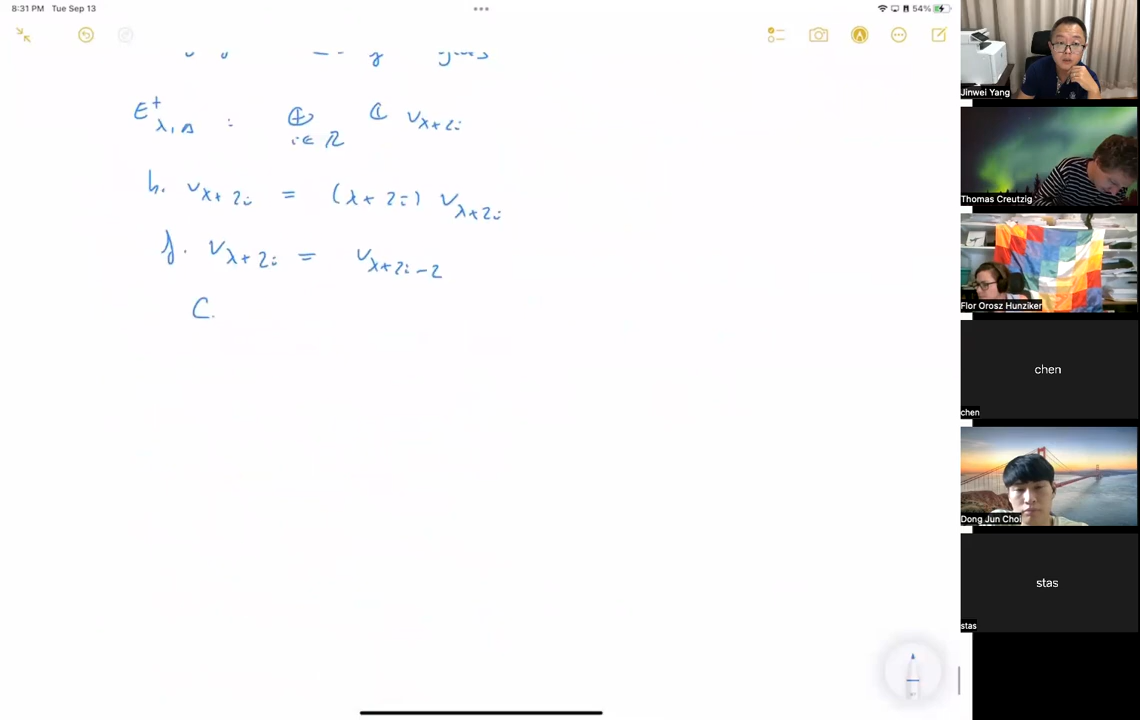 8:31 PM Tue Sep 13
54%
E⁺_{λ,Δ} : ⊕_{i∈ℤ} ℂ v_{λ+2i}
h. v_{λ+2i} = (λ+2i) v_{λ+2i}
f. v_{λ+2i} = v_{λ+2i-2}
C.
Jinwei Yang
Thomas Creutzig
Flor Orosz Hunziker
chen
chen
Dong Jun Choi
stas
stas